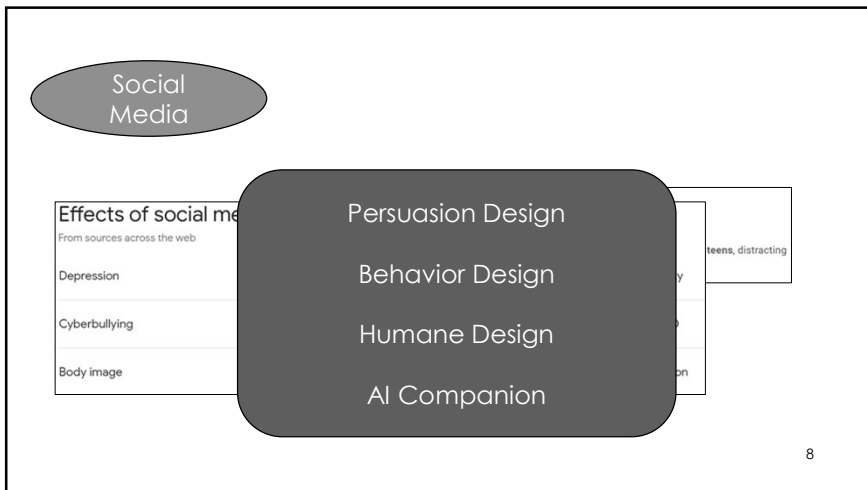 Social
Media
Effects of social me
From sources across the web
Depression
Cyberbullying
Body image
Persuasion Design
Behavior Design
Humane Design
AI Companion
teens, distracting
y
on
8